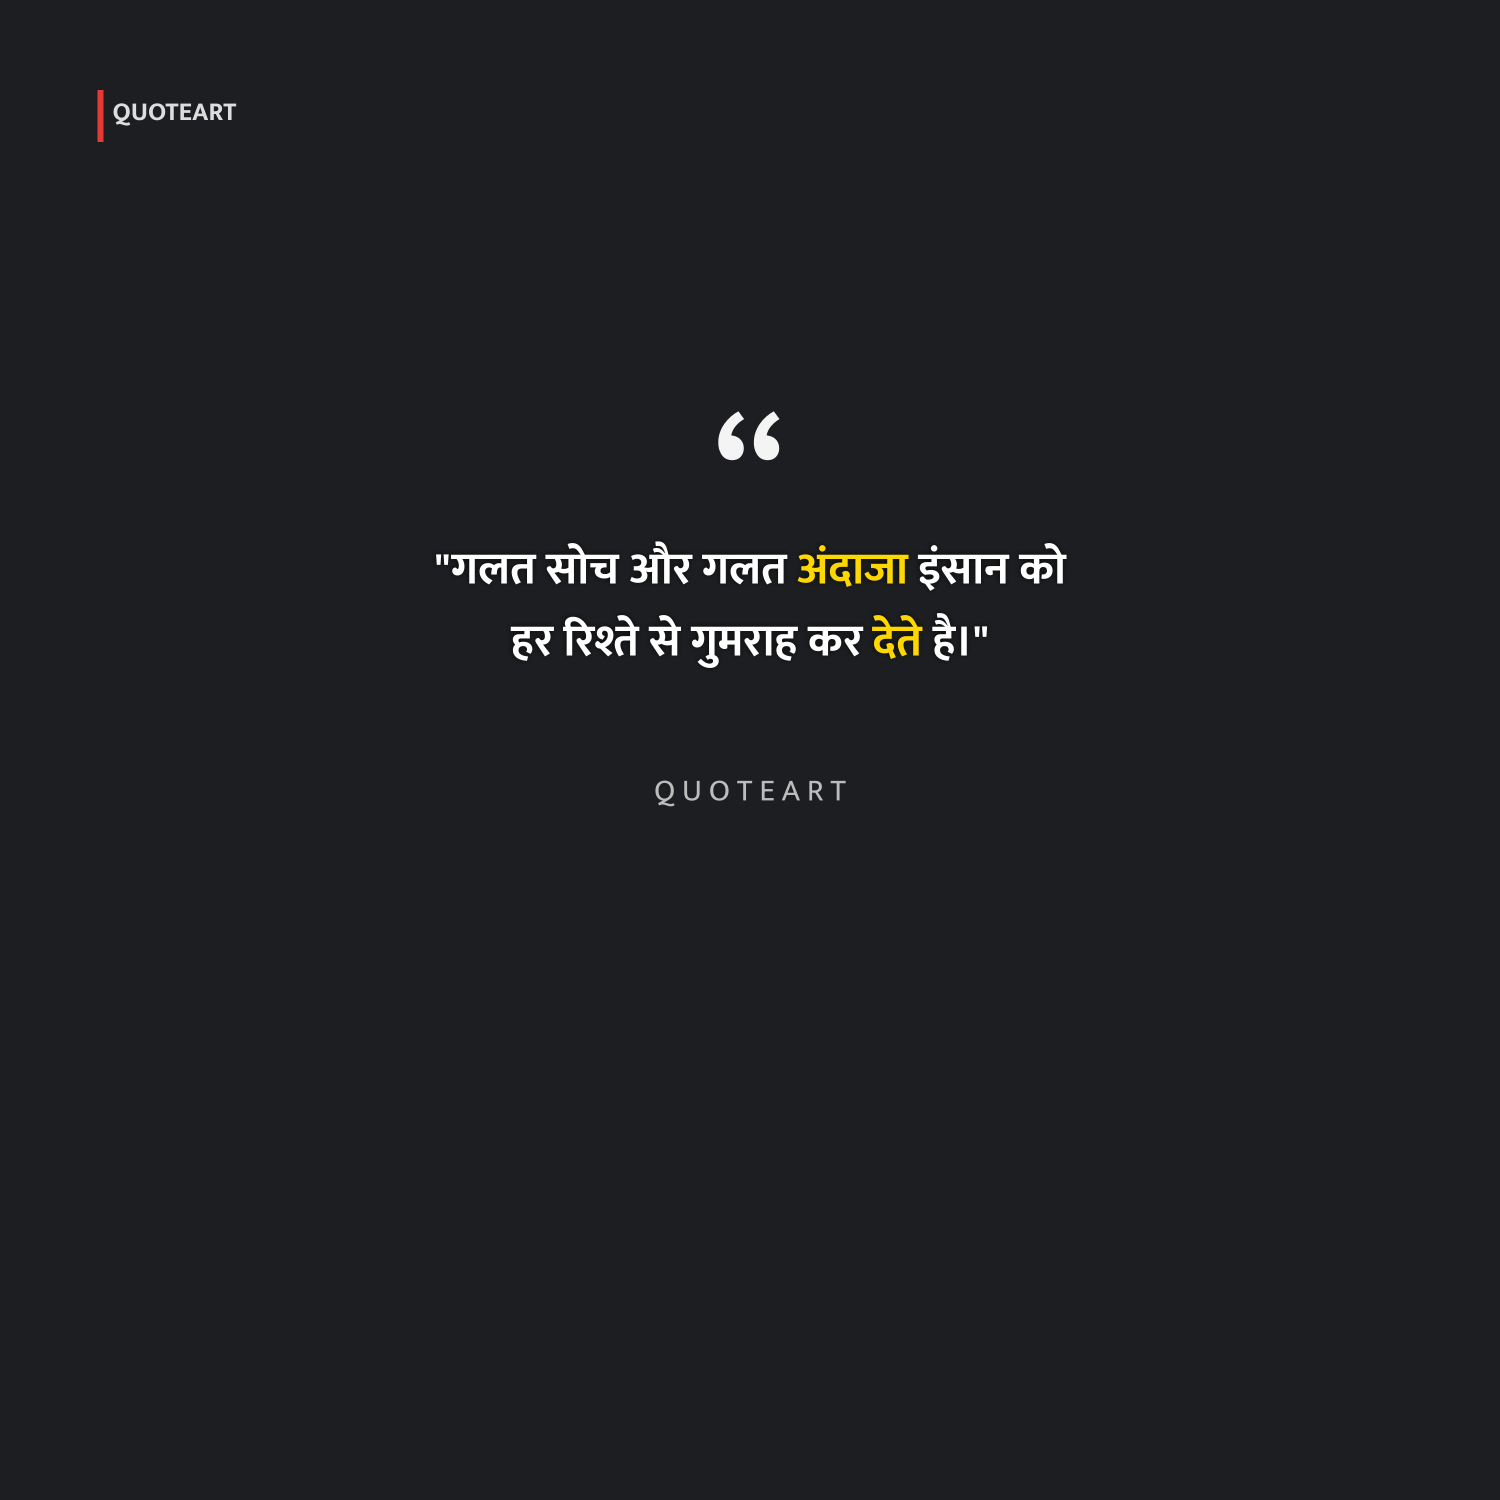 QUOTEART
“
"गलत सोच और गलत अंदाजा इंसान को
हर रिश्ते से गुमराह कर देते है।"
QUOTEART